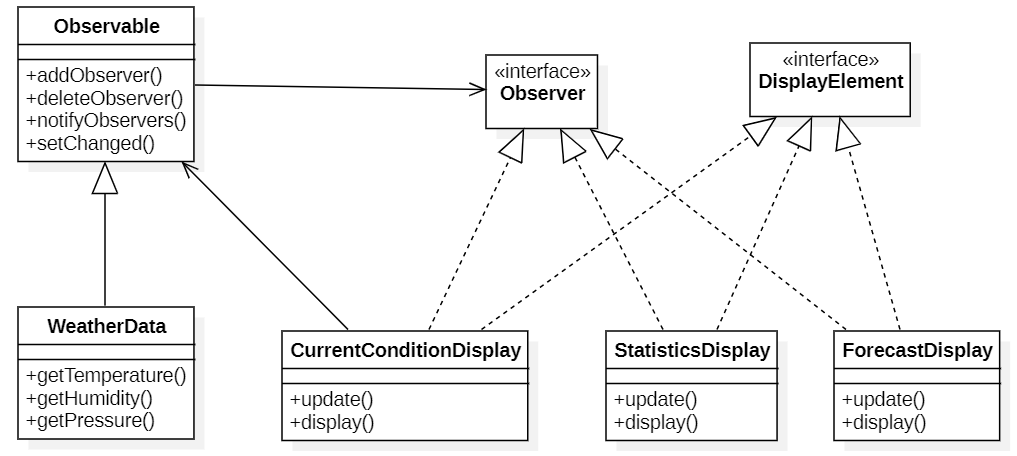 Observable
+addObserver()
+deleteObserver()
+notifyObservers()
+setChanged()
«interface»
Observer
«interface»
DisplayElement
WeatherData
+getTemperature()
+getHumidity()
+getPressure()
CurrentConditionDisplay
+update()
+display()
StatisticsDisplay
+update()
+display()
ForecastDisplay
+update()
+display()